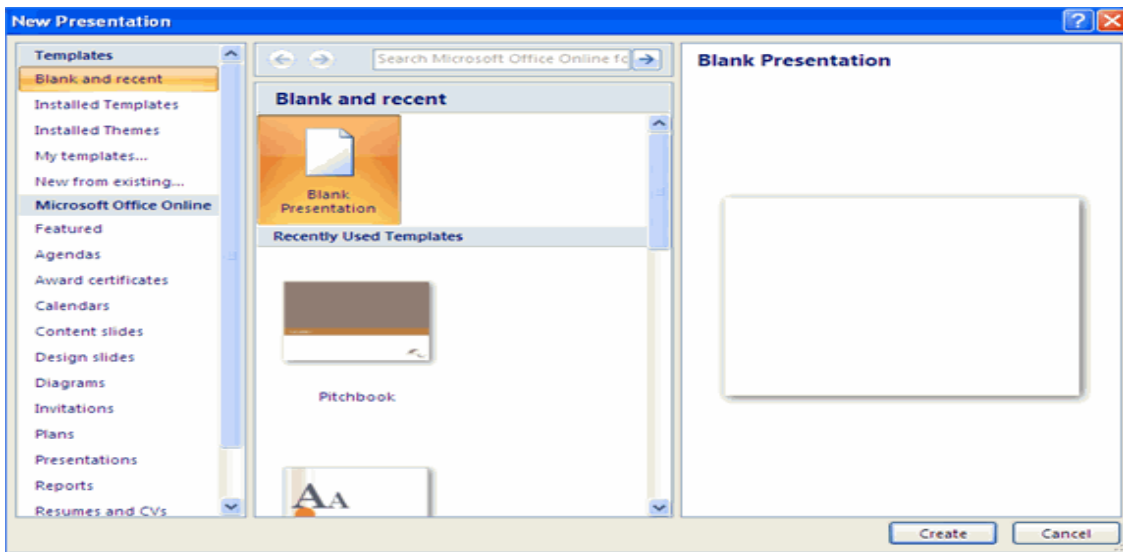 New Presentation
Templates
Blank and recent
Installed Templates
Installed Themes
My templates...
New from existing...
Microsoft Office Online
Featured
Agendas
Award certificates
Calendars
Content slides
Design slides
Diagrams
Invitations
Plans
Presentations
Reports
Resumes and CVs
Search Microsoft Office Online fo
Blank and recent
Blank
Presentation
Recently Used Templates
Pitchbook
AA
Blank Presentation
Create
Cancel